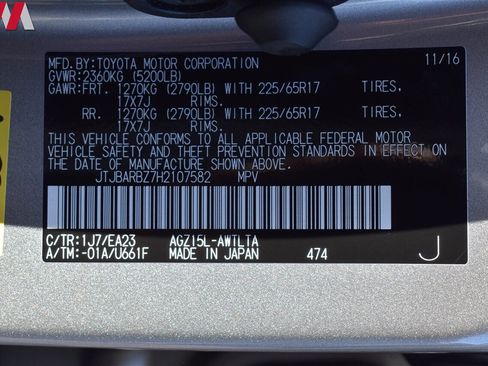 MFD.BY:TOYOTA MOTOR CORPORATION 11/16
GVWR:2360KG (5200LB)
GAWR:FRT. 1270KG (2790LB) WITH 225/65R17 TIRES,
17X7J RIMS.
RR. 1270KG (2790LB) WITH 225/65R17 TIRES,
17X7J RIMS.
THIS VEHICLE CONFORMS TO ALL APPLICABLE FEDERAL MOTOR
VEHICLE SAFETY AND THEFT PREVENTION STANDARDS IN EFFECT
ON THE DATE OF MANUFACTURE SHOWN ABOVE.
JTJBARBZ7H2107582 MPV
C/TR:1J7/EA23 AGZ15L-AWTLTA
A/TM:-01A/U661F MADE IN JAPAN 474 J